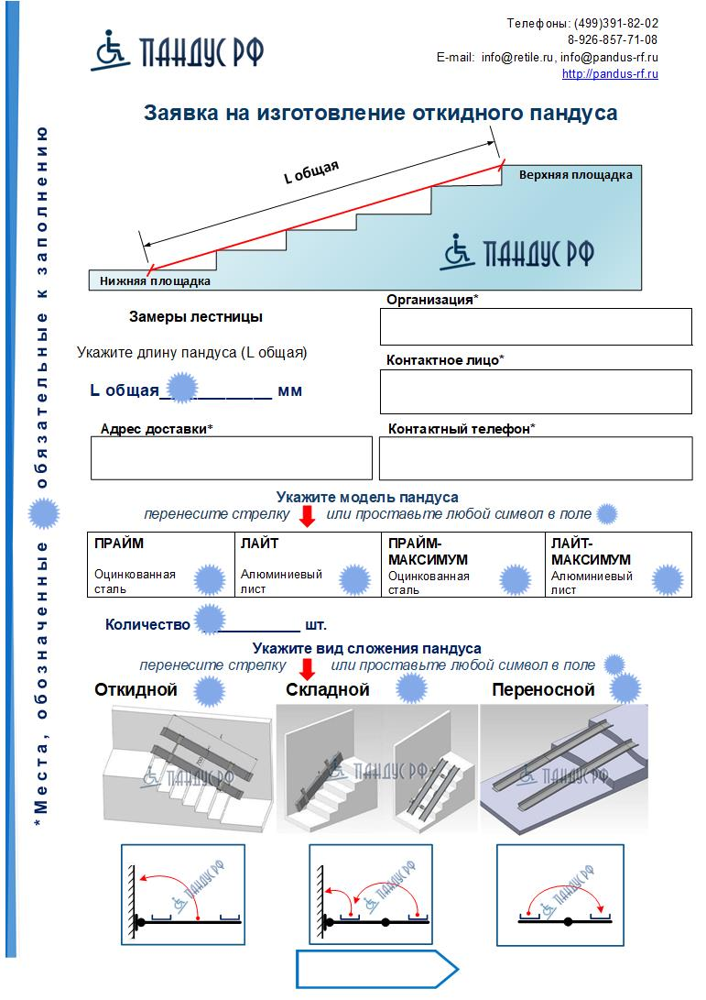 ПАНДУС РФ
Телефоны: (499)391-82-02
8-926-857-71-08
E-mail: info@retile.ru, info@pandus-rf.ru
http://pandus-rf.ru
Заявка на изготовление откидного пандуса
L общая
Верхняя площадка
ПАНДУС РФ
Нижняя площадка
*Места, обозначенные обязательные к заполнению
Замеры лестницы
Укажите длину пандуса (L общая)
L общая______________ мм
Организация*
Контактное лицо*
Адрес доставки*
Контактный телефон*
Укажите модель пандуса
перенесите стрелку или проставьте любой символ в поле
ПРАЙМ
Оцинкованная
сталь
ЛАЙТ
Алюминиевый
лист
ПРАЙМ-
МАКСИМУМ
Оцинкованная
сталь
ЛАЙТ-
МАКСИМУМ
Алюминиевый
лист
Количество ____________ шт.
Укажите вид сложения пандуса
перенесите стрелку или проставьте любой символ в поле
Откидной
Складной
Переносной
700
ПАНДУС РФ
ПАНДУС РФ
ПАНДУС РФ
ПАНДУС РФ
ПАНДУС РФ
ПАНДУС РФ